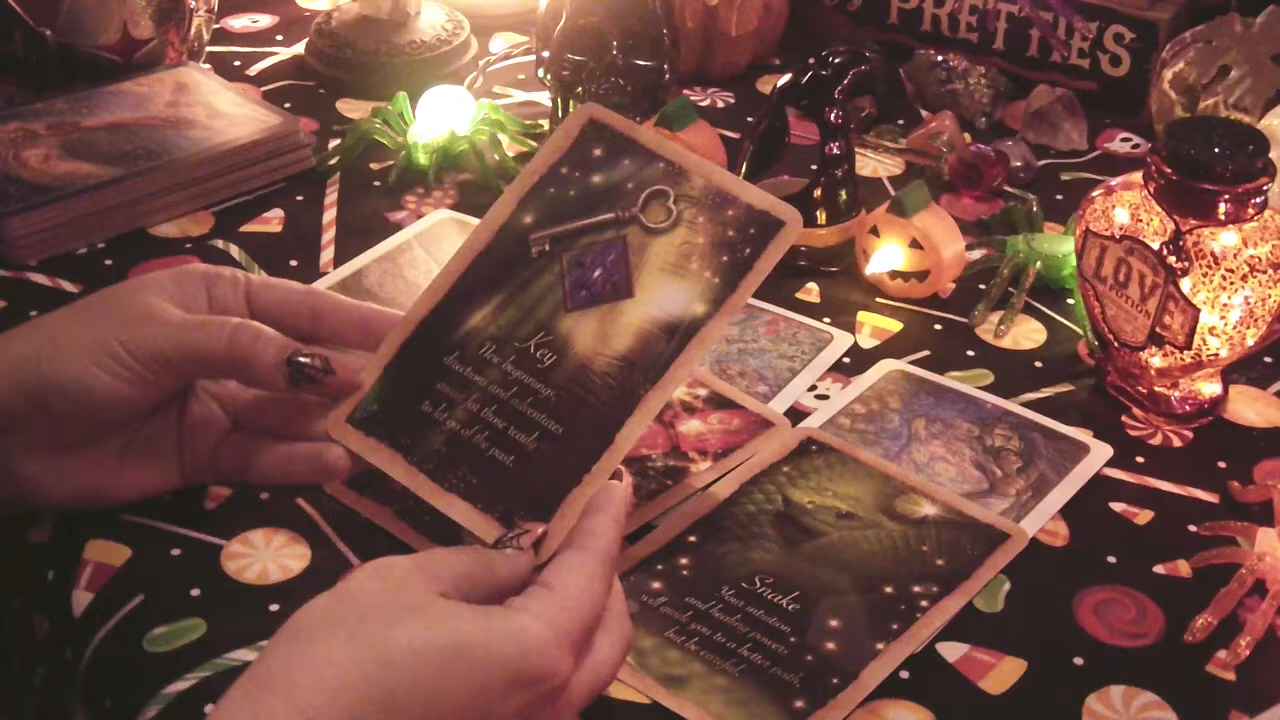 PRETTIES
LOVE
POTION
Key
New beginnings,
directions and adventures
await for those ready
to let go of the past.
Snake
Your intuition,
and healing powers
will guide you to a better path,
but be careful.